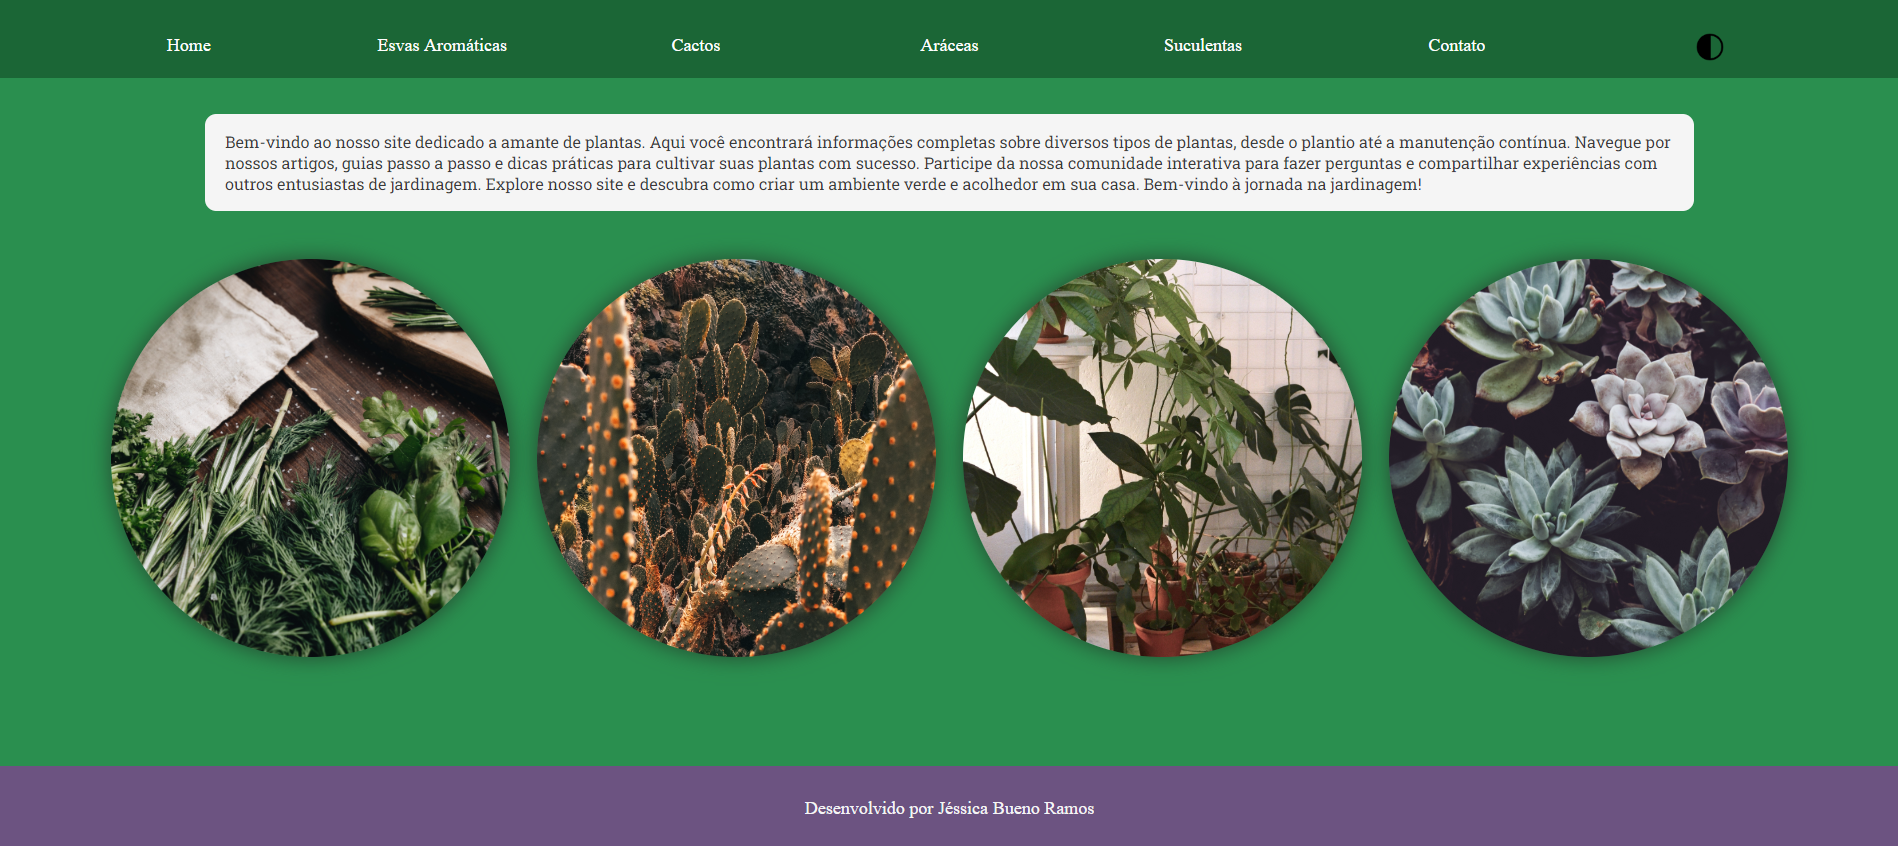 Home
Esvas Aromáticas
Cactos
Aráceas
Suculentas
Contato
Bem-vindo ao nosso site dedicado a amante de plantas. Aqui você encontrará informações completas sobre diversos tipos de plantas, desde o plantio até a manutenção contínua. Navegue por
nossos artigos, guias passo a passo e dicas práticas para cultivar suas plantas com sucesso. Participe da nossa comunidade interativa para fazer perguntas e compartilhar experiências com
outros entusiastas de jardinagem. Explore nosso site e descubra como criar um ambiente verde e acolhedor em sua casa. Bem-vindo à jornada na jardinagem!
Desenvolvido por Jéssica Bueno Ramos